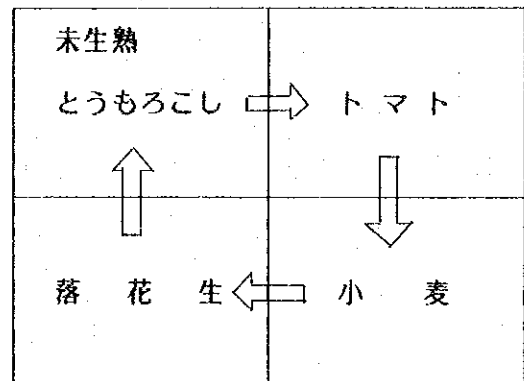 未生熟
とうもろこし
トマト
落花生
小麦